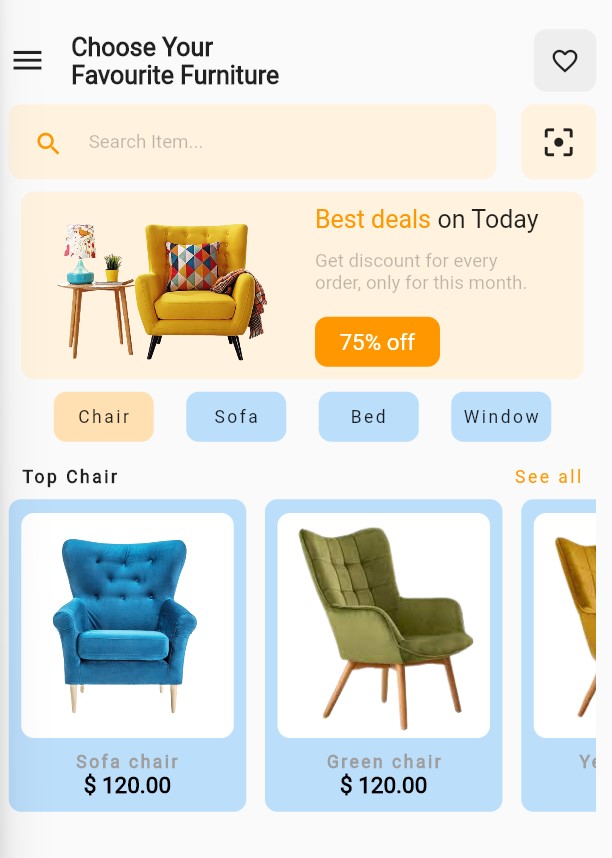 Choose Your
Favourite Furniture
Search Item...
Best deals on Today
Get discount for every
order, only for this month.
75% off
Chair
Sofa
Bed
Window
Top Chair
See all
Sofa chair
$ 120.00
Green chair
$ 120.00
Ye